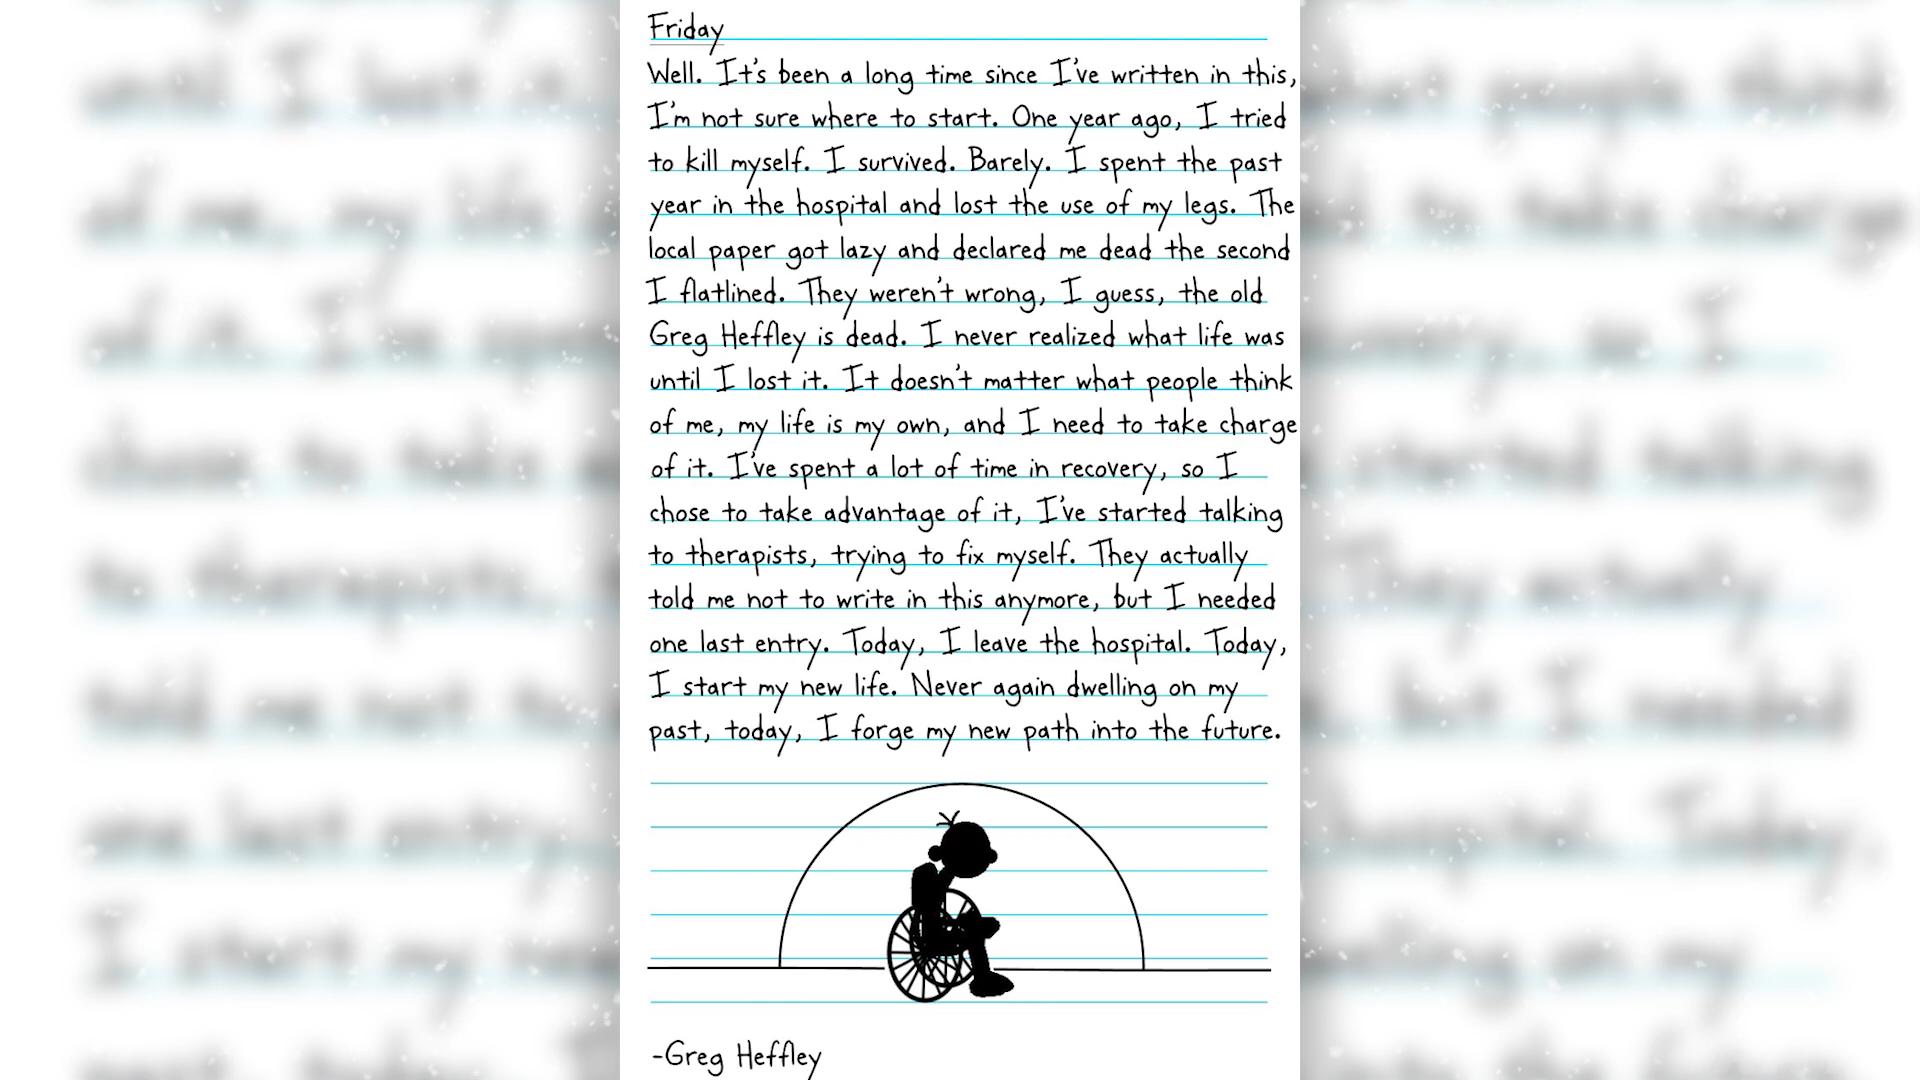 Friday
Well. It's been a long time since I've written in this,
I'm not sure where to start. One year ago, I tried
to kill myself. I survived. Barely. I spent the past
year in the hospital and lost the use of my legs. The
local paper got lazy and declared me dead the second
I flatlined. They weren't wrong, I guess, the old
Greg Heffley is dead. I never realized what life was
until I lost it. It doesn't matter what people think
of me, my life is my own, and I need to take charge
of it. I've spent a lot of time in recovery, so I
chose to take advantage of it, I've started talking
to therapists, trying to fix myself. They actually
told me not to write in this anymore, but I needed
one last entry. Today, I leave the hospital. Today,
I start my new life. Never again dwelling on my
past, today, I forge my new path into the future.
-Greg Heffley